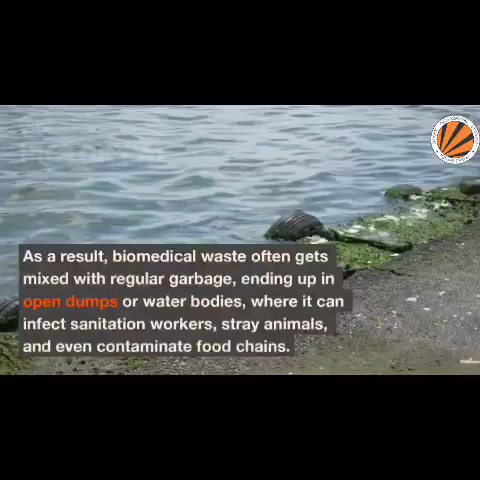 As a result, biomedical waste often gets
mixed with regular garbage, ending up in
open dumps or water bodies, where it can
infect sanitation workers, stray animals,
and even contaminate food chains.